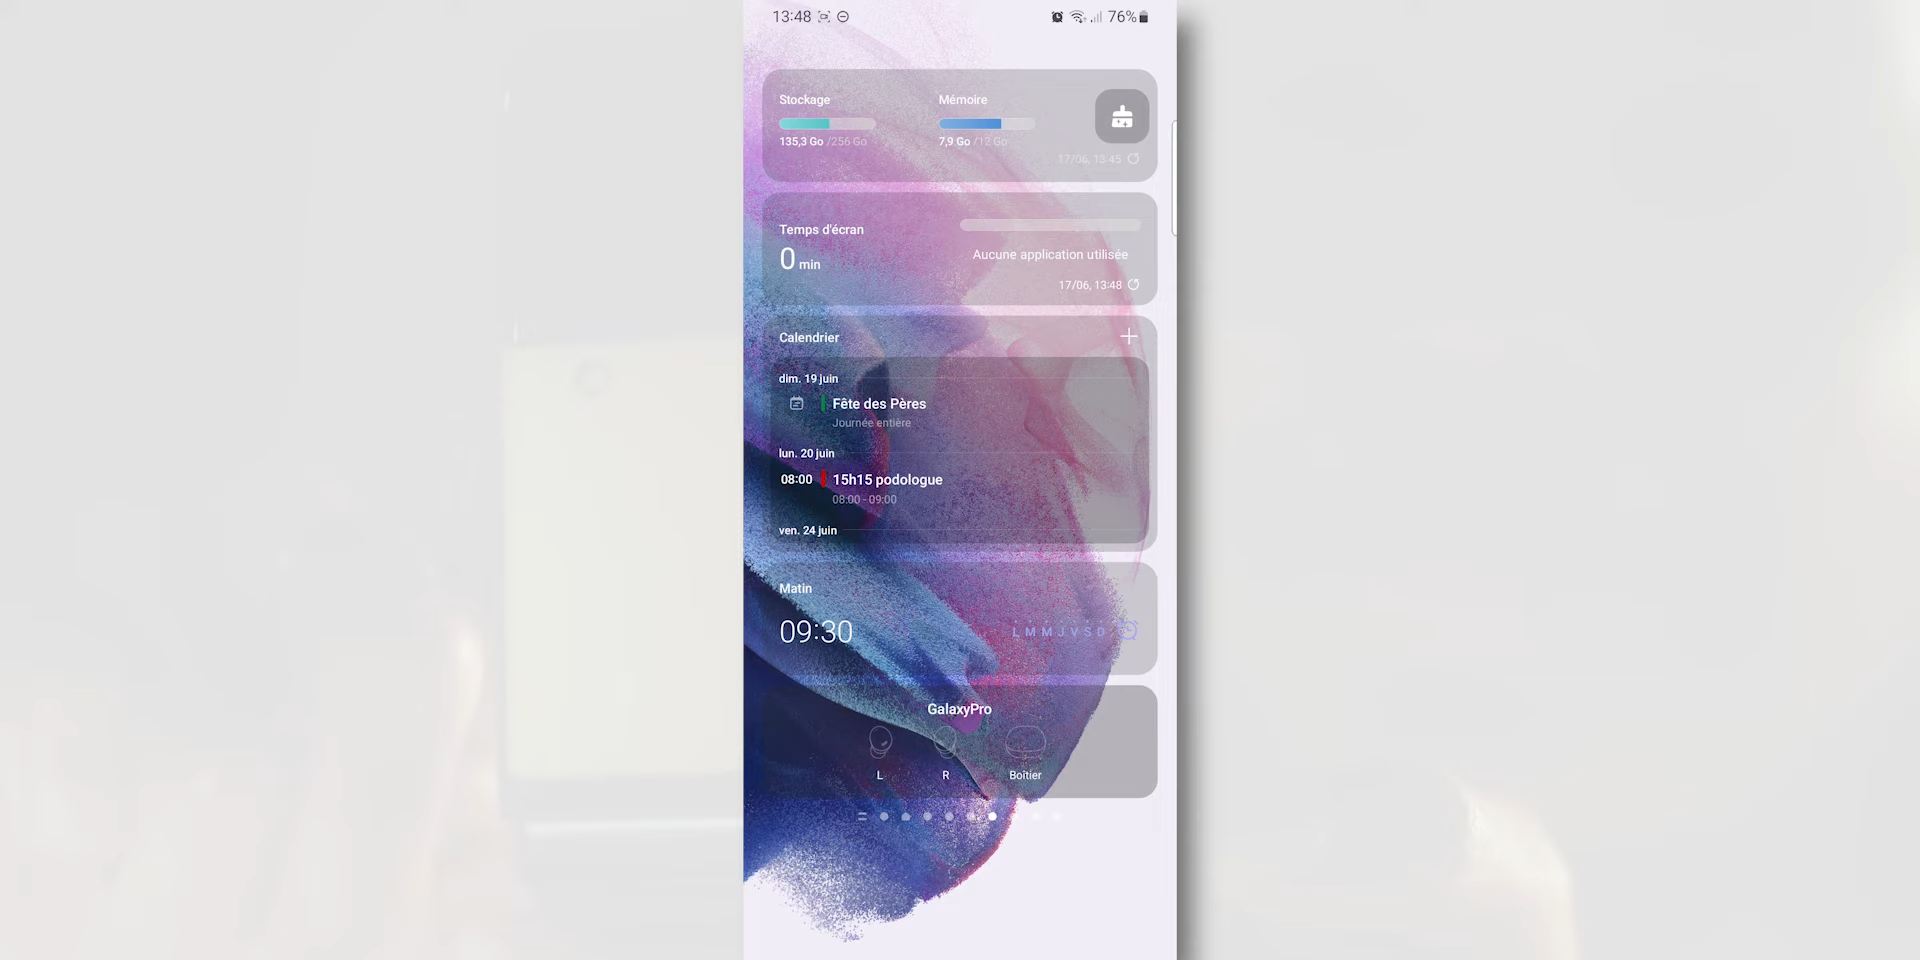 13:48 76%
Stockage Mémoire
135,3 Go /256 Go 7,9 Go /12 Go
17/06, 13:45
Temps d'écran
0 min
Aucune application utilisée
17/06, 13:48
Calendrier
dim. 19 juin
Fête des Pères
Journée entière
lun. 20 juin
08:00 15h15 podologue
08:00 - 09:00
ven. 24 juin
Matin
09:30 L M M J V S D
GalaxyPro
L R Boîtier